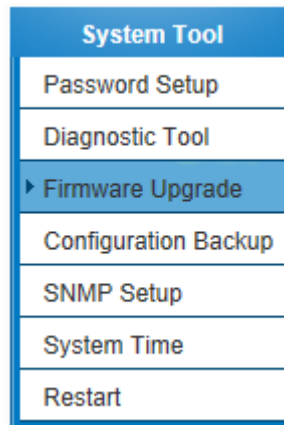 System Tool
Password Setup
Diagnostic Tool
Firmware Upgrade
Configuration Backup
SNMP Setup
System Time
Restart